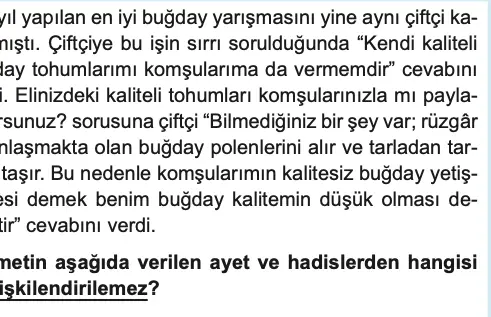 yıl yapılan en iyi buğday yarışmasını yine aynı çiftçi ka-
mıştı. Çiftçiye bu işin sırrı sorulduğunda “Kendi kaliteli
day tohumlarımı komşularıma da vermemdir” cevabını
i. Elinizdeki kaliteli tohumları komşularınızla mı payla-
rsunuz? sorusuna çiftçi “Bilmediğiniz bir şey var; rüzgâr
nlaşmakta olan buğday polenlerini alır ve tarladan tar-
taşır. Bu nedenle komşularımın kalitesiz buğday yetiş-
esi demek benim buğday kalitemin düşük olması de-
tir” cevabını verdi.
metin aşağıda verilen ayet ve hadislerden hangisi
işkilendirilemez?